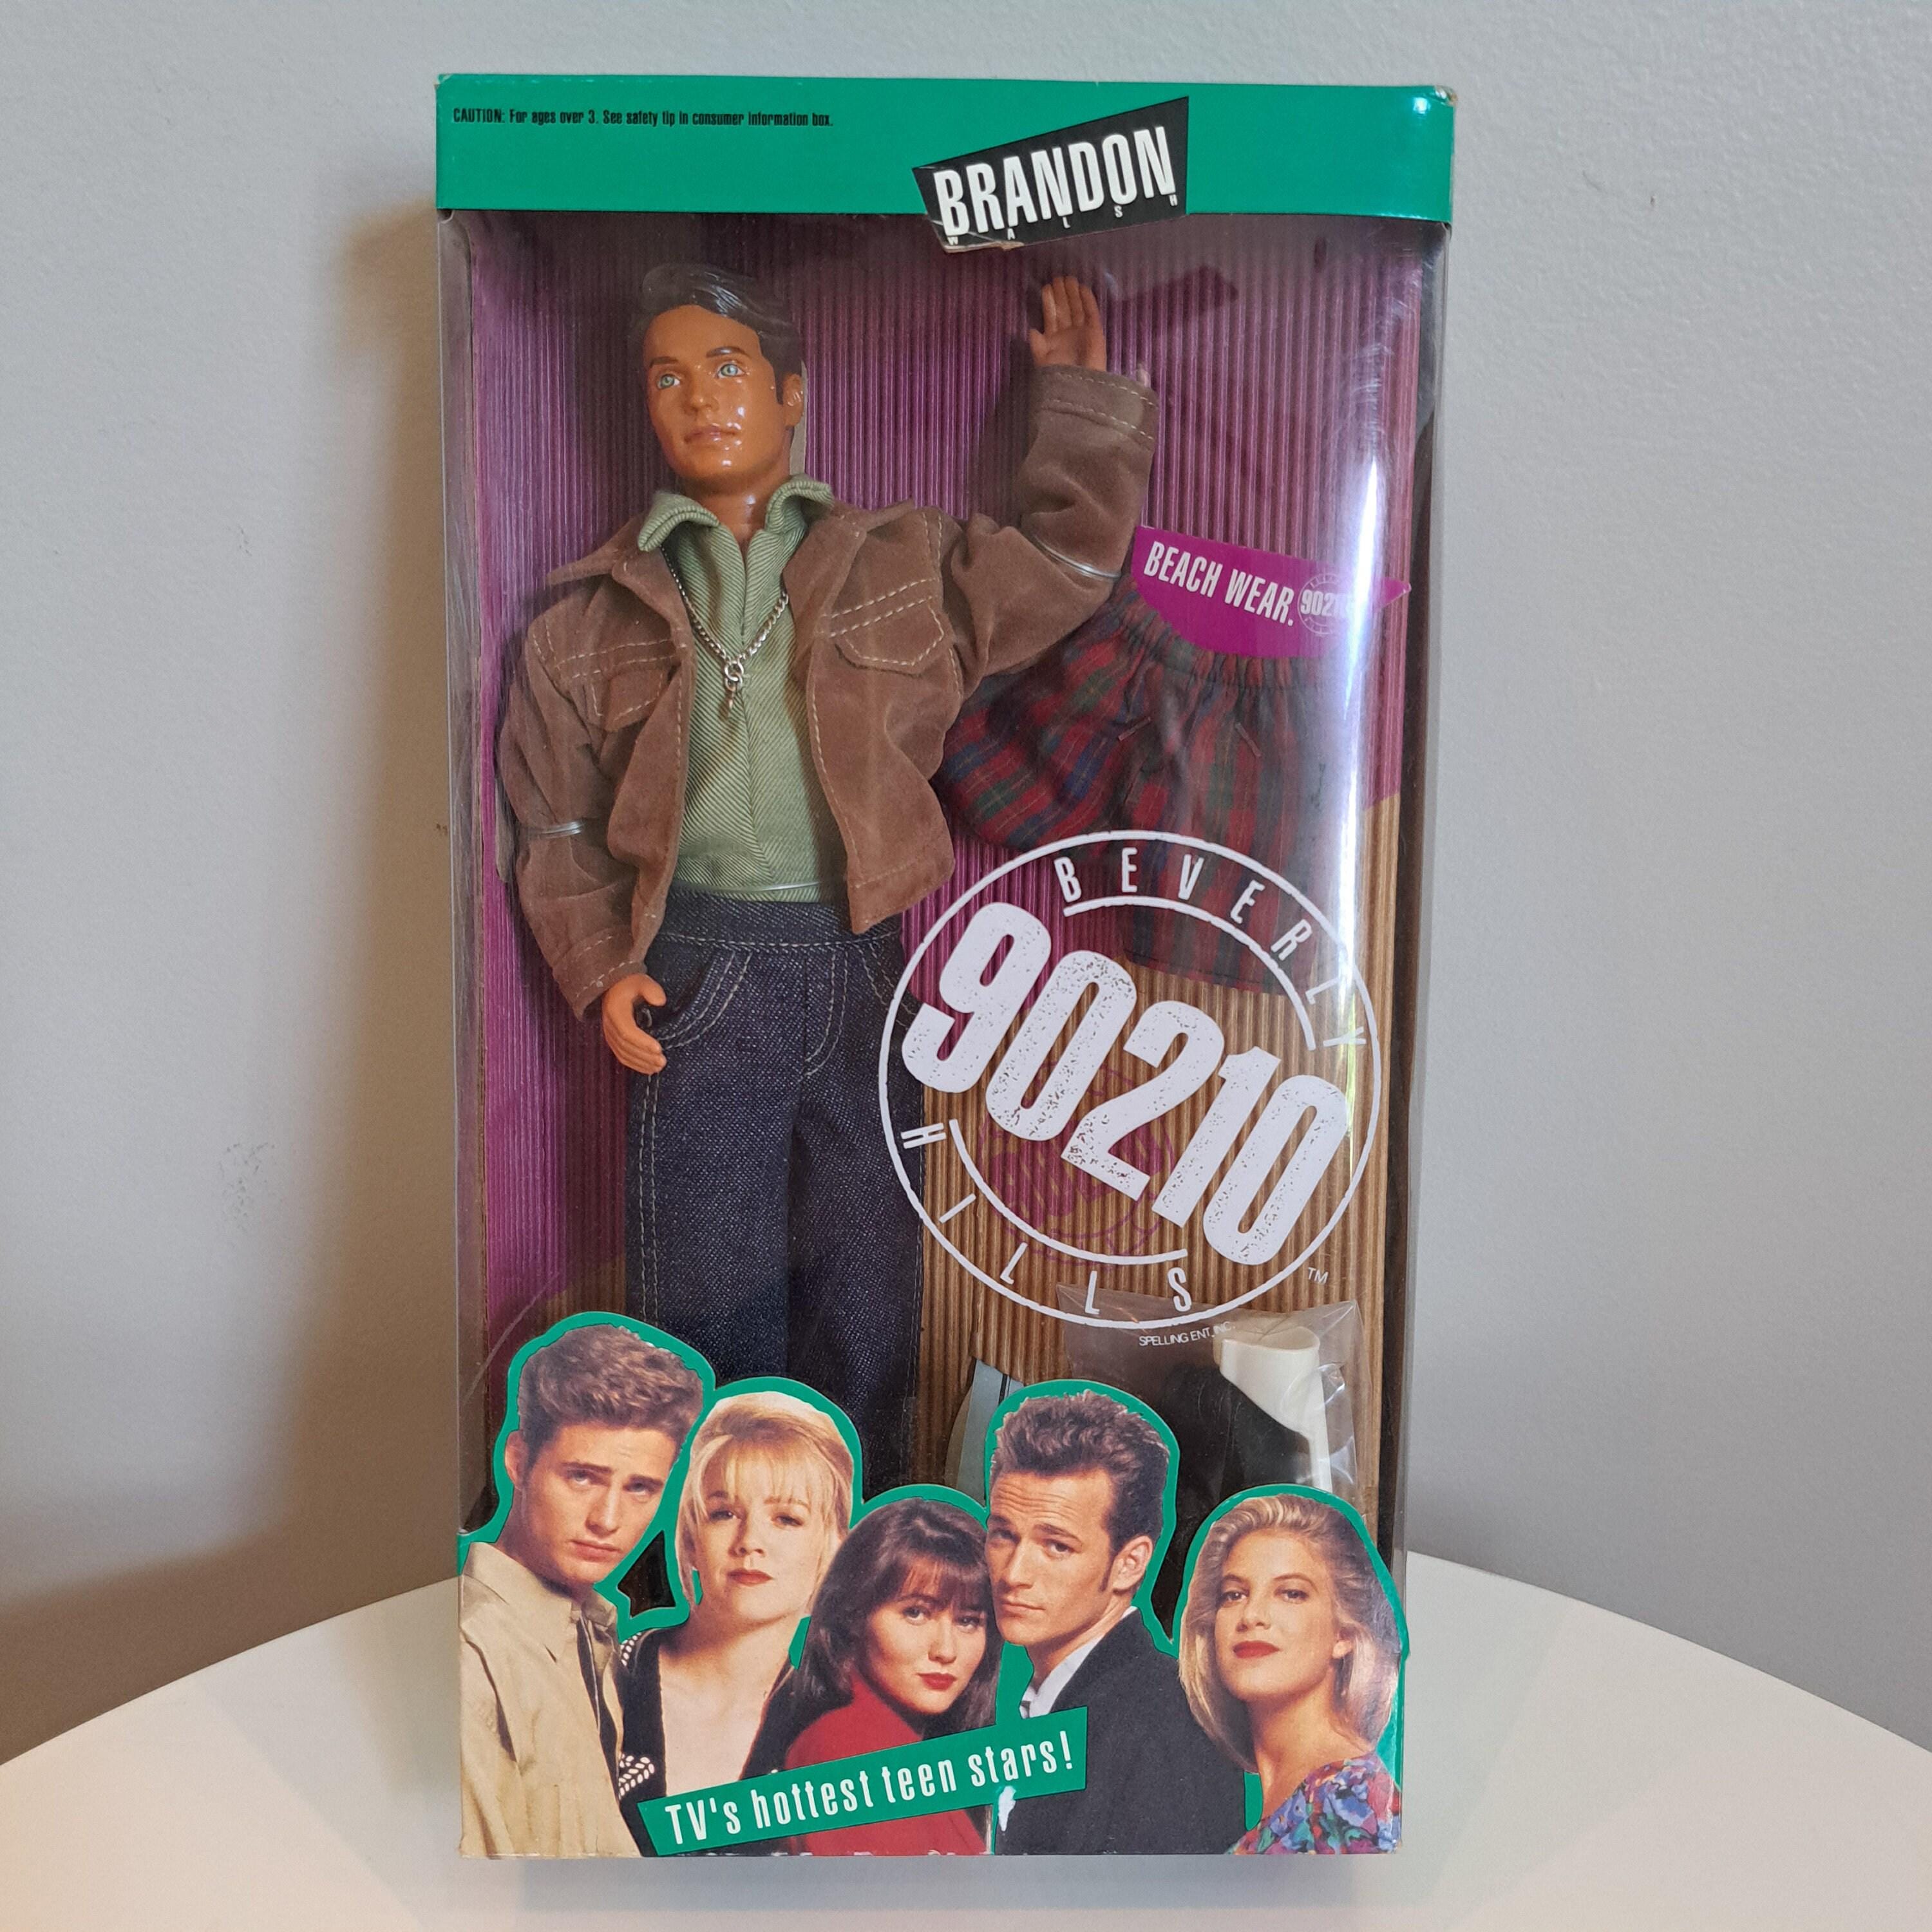 CAUTION: For ages over 3. See safety tip in consumer information box.
BRANDON
WALSH
BEACH WEAR.
90210
BEVERLY
90210
HILLS
TM
SPELLING ENT. INC.
TV's hottest teen stars!